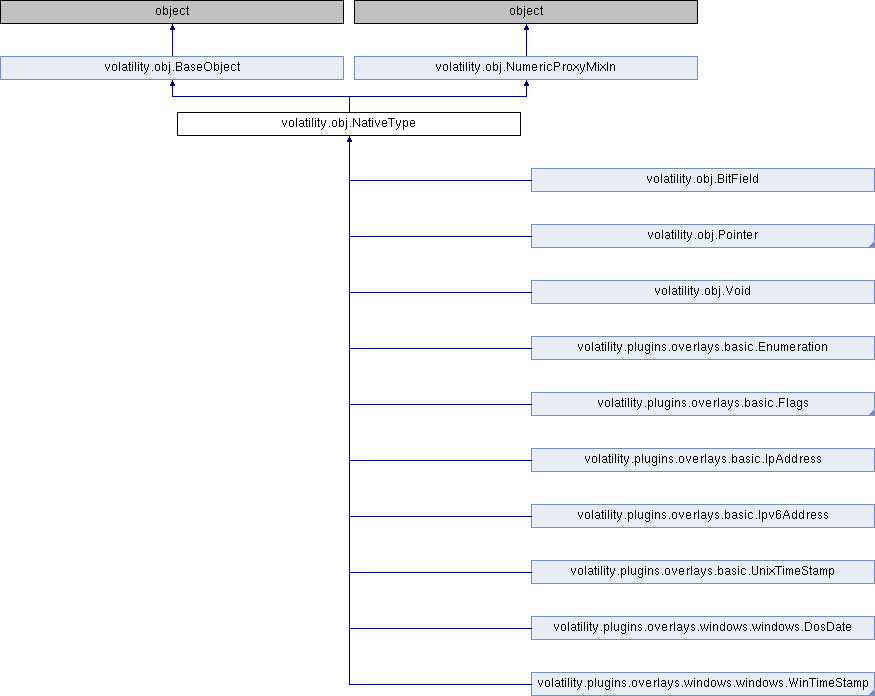 object
object
volatility.obj.BaseObject
volatility.obj.NumericProxyMixIn
volatility.obj.NativeType
volatility.obj.BitField
volatility.obj.Pointer
volatility.obj.Void
volatility.plugins.overlays.basic.Enumeration
volatility.plugins.overlays.basic.Flags
volatility.plugins.overlays.basic.IpAddress
volatility.plugins.overlays.basic.Ipv6Address
volatility.plugins.overlays.basic.UnixTimeStamp
volatility.plugins.overlays.windows.windows.DosDate
volatility.plugins.overlays.windows.windows.WinTimeStamp